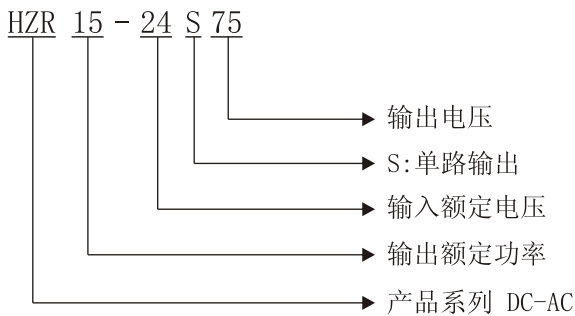 HZR 15-24 S 75
输出电压
S:单路输出
输入额定电压
输出额定功率
产品系列 DC-AC